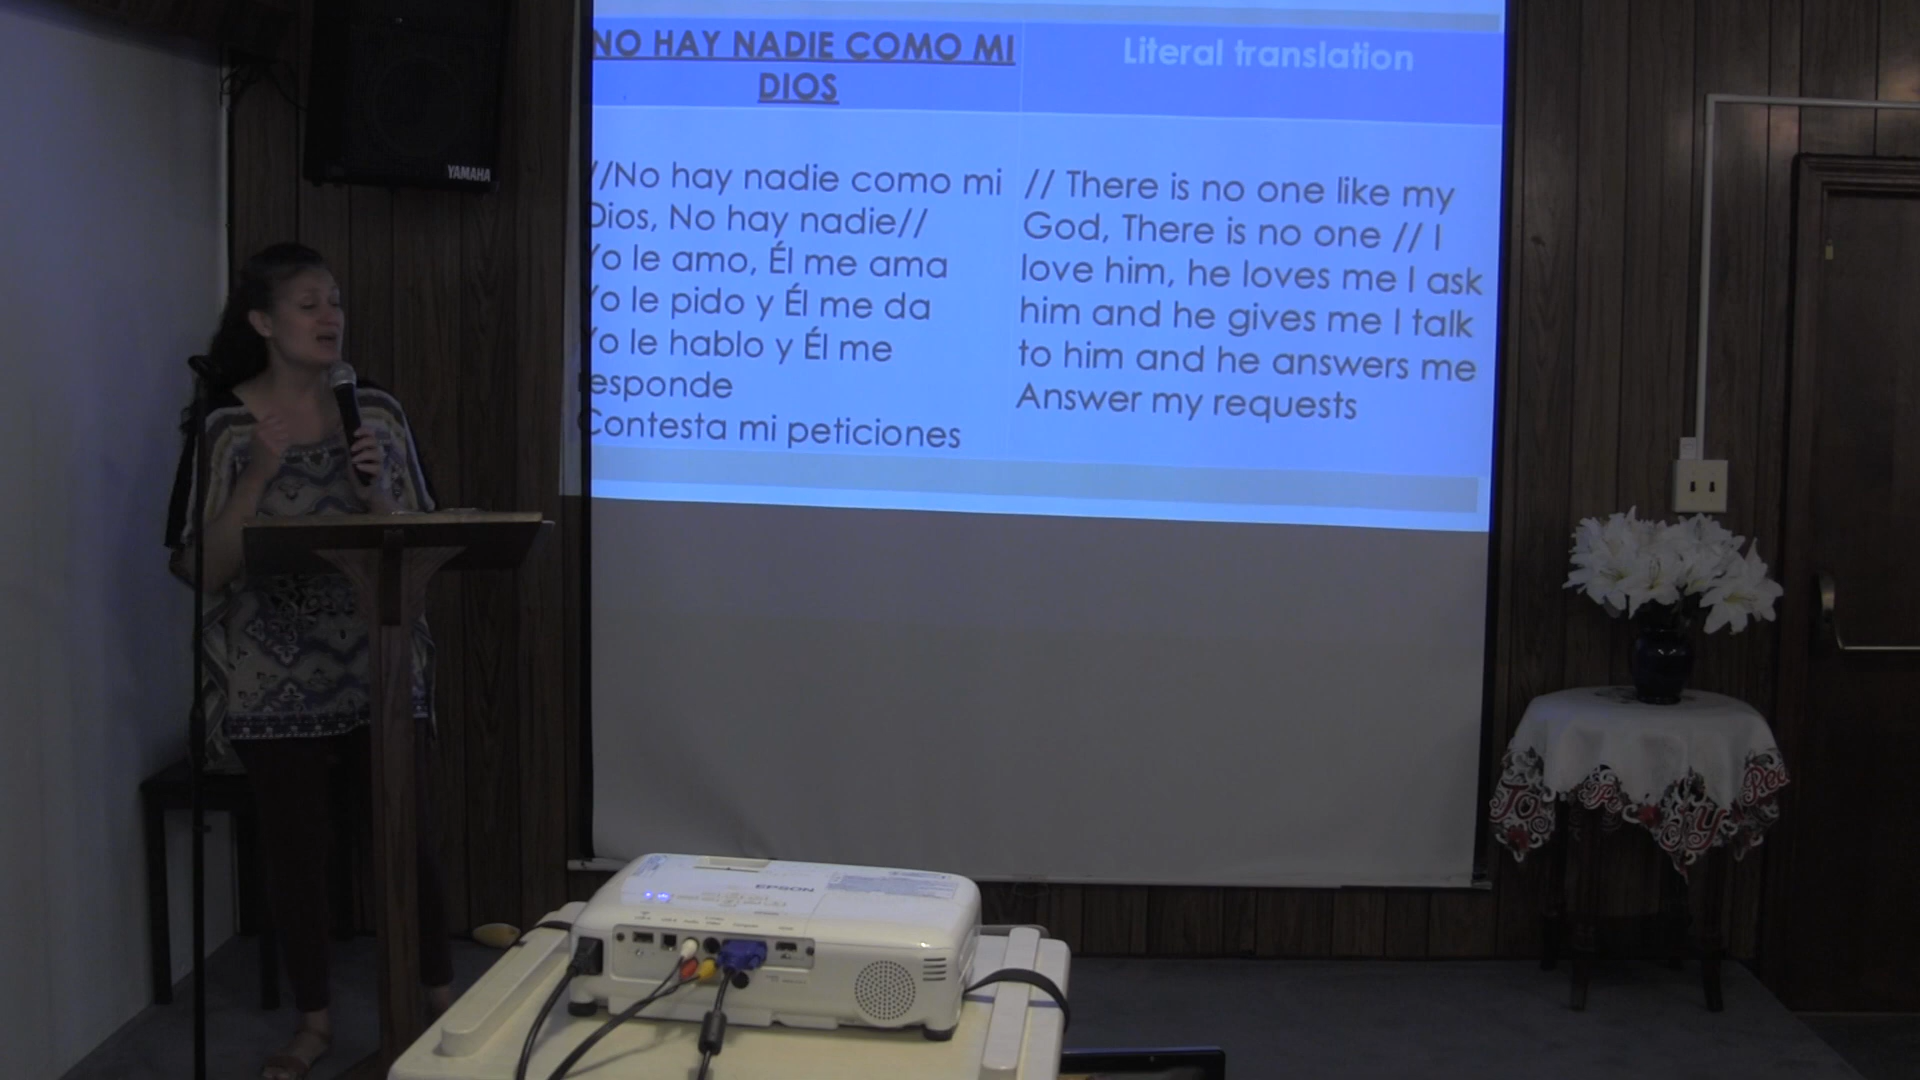 NO HAY NADIE COMO MI
DIOS
Literal translation
//No hay nadie como mi
Dios, No hay nadie//
Yo le amo, Él me ama
Yo le pido y Él me da
Yo le hablo y Él me
responde
Contesta mi peticiones
// There is no one like my
God, There is no one // I
love him, he loves me I ask
him and he gives me I talk
to him and he answers me
Answer my requests
YAMAHA
EPSON